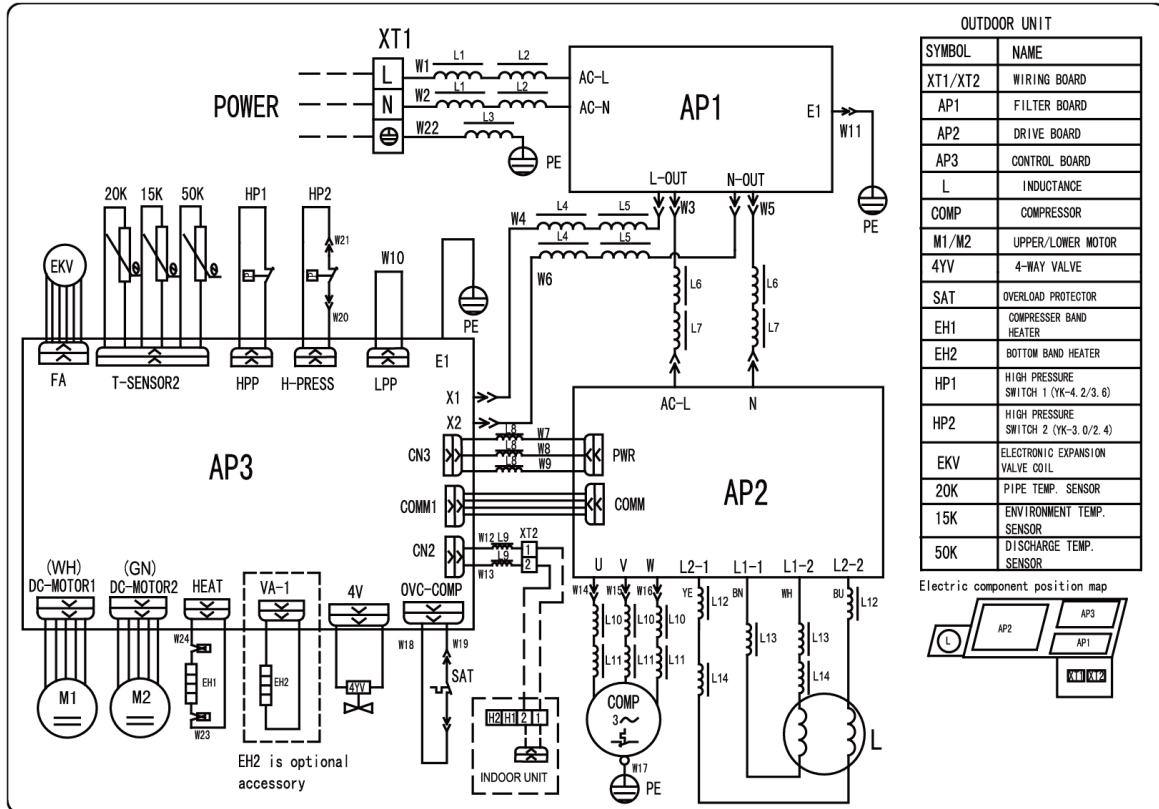 XT1
POWER
L
N
W1
W2
W22
L1
L2
L1
L2
L3
PE
AC-L
AC-N
AP1
E1
W11
PE
L-OUT
N-OUT
W3
W5
W4
L4
L5
L4
L5
W6
L6
L7
L6
L7
20K
15K
50K
HP1
HP2
W21
W20
W10
EKV
PE
FA
T-SENSOR2
HPP
H-PRESS
LPP
E1
X1
X2
AP3
CN3
COMM1
CN2
L8
W7
L8
W8
L8
W9
PWR
COMM
AC-L
N
AP2
W12
L9
L9
W13
XT2
1
2
U
V
W
L2-1
L1-1
L1-2
L2-2
W14
W15
W16
YE
BN
WH
BU
L10
L10
L10
L11
L11
L11
L12
L12
L13
L13
L14
L14
(WH)
DC-MOTOR1
(GN)
DC-MOTOR2
HEAT
VA-1
4V
OVC-COMP
W24
EH1
W23
EH2
4YV
W18
W19
SAT
M1
M2
EH2 is optional
accessory
H2
H1
2
1
INDOOR UNIT
COMP
3~
W17
PE
L
OUTDOOR UNIT
SYMBOL NAME
XT1/XT2 WIRING BOARD
AP1 FILTER BOARD
AP2 DRIVE BOARD
AP3 CONTROL BOARD
L INDUCTANCE
COMP COMPRESSOR
M1/M2 UPPER/LOWER MOTOR
4YV 4-WAY VALVE
SAT OVERLOAD PROTECTOR
EH1 COMPRESSER BAND
HEATER
EH2 BOTTOM BAND HEATER
HP1 HIGH PRESSURE
SWITCH 1 (YK-4.2/3.6)
HP2 HIGH PRESSURE
SWITCH 2 (YK-3.0/2.4)
EKV ELECTRONIC EXPANSION
VALVE COIL
20K PIPE TEMP. SENSOR
15K ENVIRONMENT TEMP.
SENSOR
50K DISCHARGE TEMP.
SENSOR
Electric component position map
L
AP2
AP3
AP1
XT1 XT2